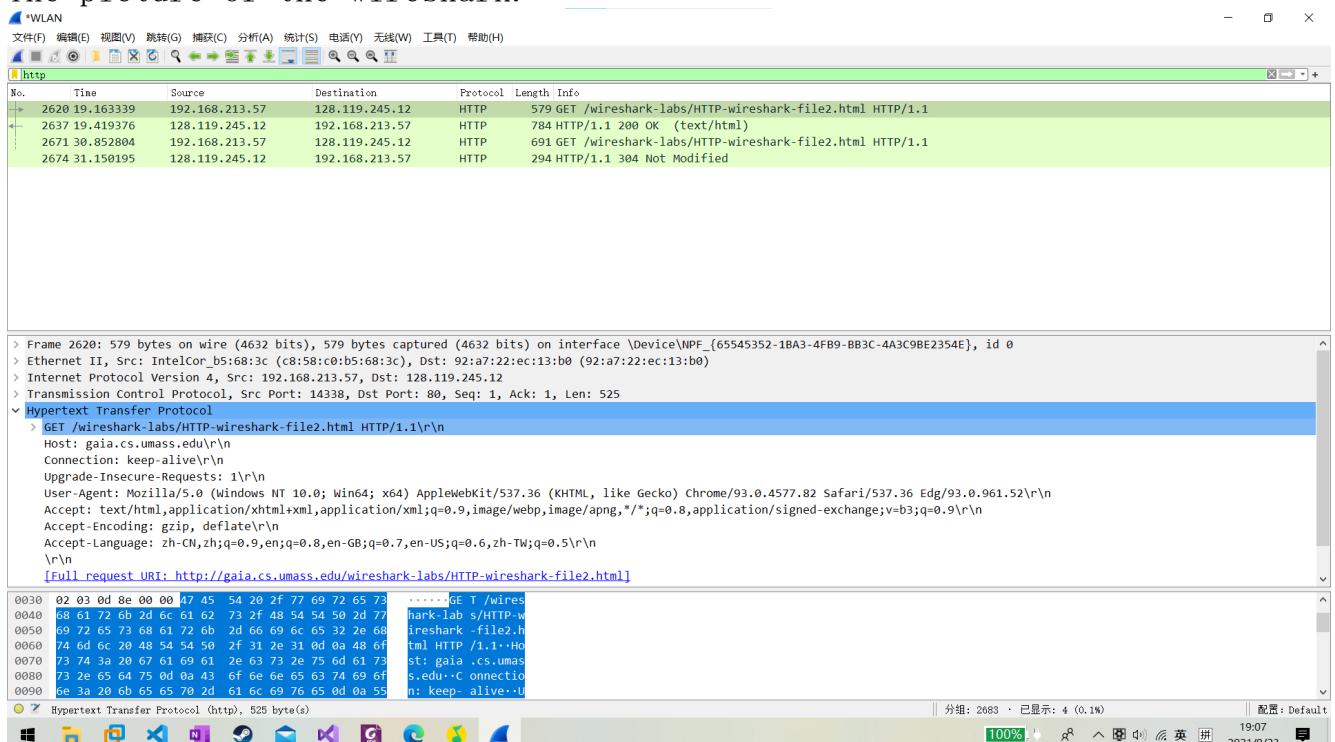 The picture of the wireshark:
*WLAN
文件(F) 编辑(E) 视图(V) 跳转(G) 捕获(C) 分析(A) 统计(S) 电话(Y) 无线(W) 工具(T) 帮助(H)
http
No. Time Source Destination Protocol Length Info
2620 19.163339 192.168.213.57 128.119.245.12 HTTP 579 GET /wireshark-labs/HTTP-wireshark-file2.html HTTP/1.1
2637 19.419376 128.119.245.12 192.168.213.57 HTTP 784 HTTP/1.1 200 OK (text/html)
2671 30.852804 192.168.213.57 128.119.245.12 HTTP 691 GET /wireshark-labs/HTTP-wireshark-file2.html HTTP/1.1
2674 31.150195 128.119.245.12 192.168.213.57 HTTP 294 HTTP/1.1 304 Not Modified
Frame 2620: 579 bytes on wire (4632 bits), 579 bytes captured (4632 bits) on interface \Device\NPF_{65545352-1BA3-4FB9-BB3C-4A3C9BE2354E}, id 0
Ethernet II, Src: IntelCor_b5:68:3c (c8:58:c0:b5:68:3c), Dst: 92:a7:22:ec:13:b0 (92:a7:22:ec:13:b0)
Internet Protocol Version 4, Src: 192.168.213.57, Dst: 128.119.245.12
Transmission Control Protocol, Src Port: 14338, Dst Port: 80, Seq: 1, Ack: 1, Len: 525
Hypertext Transfer Protocol
GET /wireshark-labs/HTTP-wireshark-file2.html HTTP/1.1\r\n
Host: gaia.cs.umass.edu\r\n
Connection: keep-alive\r\n
Upgrade-Insecure-Requests: 1\r\n
User-Agent: Mozilla/5.0 (Windows NT 10.0; Win64; x64) AppleWebKit/537.36 (KHTML, like Gecko) Chrome/93.0.4577.82 Safari/537.36 Edg/93.0.961.52\r\n
Accept: text/html,application/xhtml+xml,application/xml;q=0.9,image/webp,image/apng,*/*;q=0.8,application/signed-exchange;v=b3;q=0.9\r\n
Accept-Encoding: gzip, deflate\r\n
Accept-Language: zh-CN,zh;q=0.9,en;q=0.8,en-GB;q=0.7,en-US;q=0.6,zh-TW;q=0.5\r\n
\r\n
[Full request URI: http://gaia.cs.umass.edu/wireshark-labs/HTTP-wireshark-file2.html]
0030 02 03 0d 8e 00 00 47 45 54 20 2f 77 69 72 65 73 ······GE T /wires
0040 68 61 72 6b 2d 6c 61 62 73 2f 48 54 54 50 2d 77 hark-lab s/HTTP-w
0050 69 72 65 73 68 61 72 6b 2d 66 69 6c 65 32 2e 68 ireshark -file2.h
0060 74 6d 6c 20 48 54 54 50 2f 31 2e 31 0d 0a 48 6f tml HTTP /1.1··Ho
0070 73 74 3a 20 67 61 69 61 2e 63 73 2e 75 6d 61 73 st: gaia .cs.umas
0080 73 2e 65 64 75 0d 0a 43 6f 6e 6e 65 63 74 69 6f s.edu··C onnectio
0090 6e 3a 20 6b 65 65 70 2d 61 6c 69 76 65 0d 0a 55 n: keep- alive··U
Hypertext Transfer Protocol (http), 525 byte(s) 分组: 2683 · 已显示: 4 (0.1%) 配置: Default
100% 英 拼 19:07